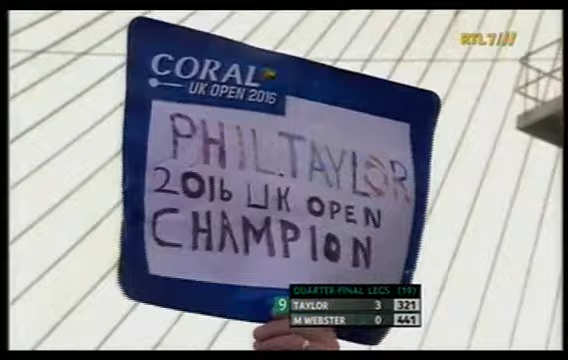 RTL7
CORAL
UK OPEN 2016
PHIL.TAYLOR
2016 UK OPEN
CHAMPION
QUARTER-FINAL LEGS (19)
9 TAYLOR 3 321
M WEBSTER 0 441